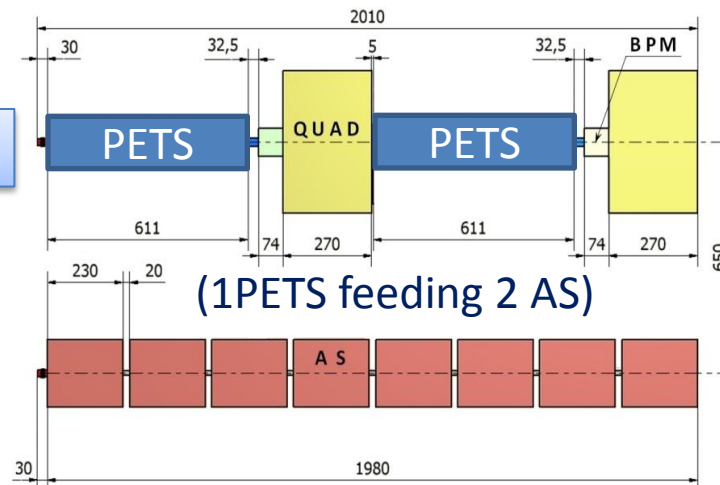 2010
30 32,5 5 32,5 BPM
PETS QUAD PETS
611 74 270 611 74 270 650
230 20
(1PETS feeding 2 AS)
AS
30 1980